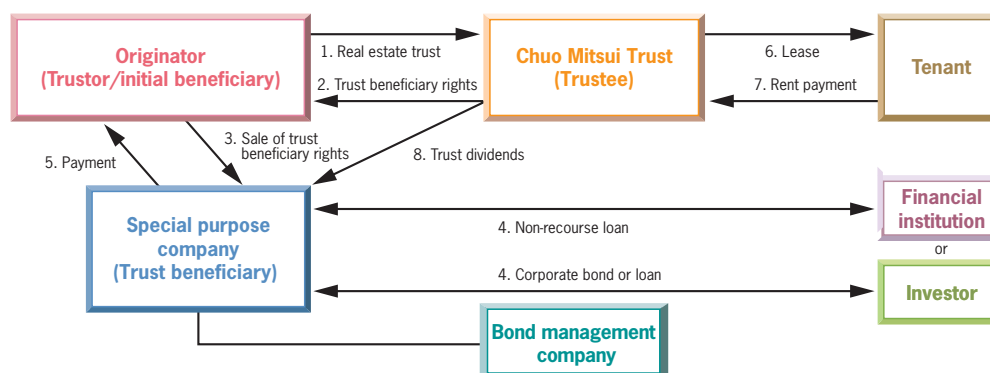 Originator
(Trustor/initial beneficiary)
1. Real estate trust
2. Trust beneficiary rights
Chuo Mitsui Trust
(Trustee)
6. Lease
7. Rent payment
Tenant
3. Sale of trust
beneficiary rights
5. Payment
8. Trust dividends
Special purpose
company
(Trust beneficiary)
4. Non-recourse loan
Financial
institution
or
4. Corporate bond or loan
Investor
Bond management
company